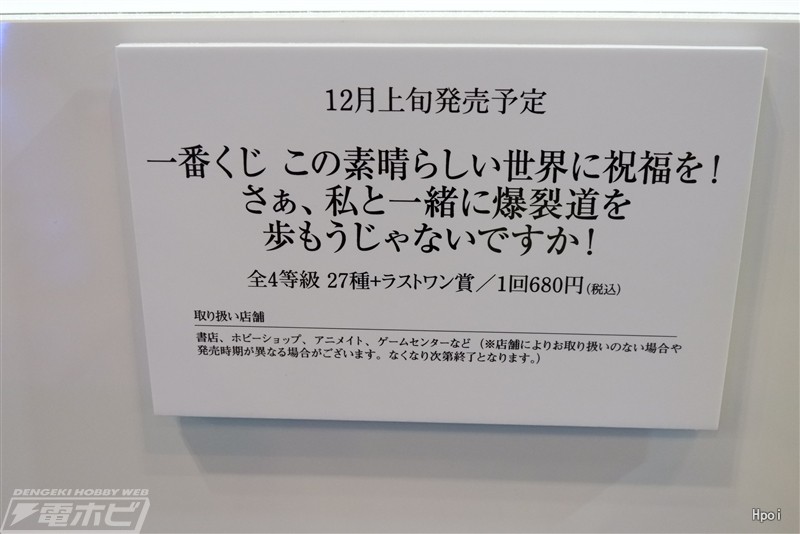 12月上旬発売予定
一番くじ この素晴らしい世界に祝福を!
さぁ、私と一緒に爆裂道を
歩もうじゃないですか!
全4等級 27種+ラストワン賞/1回680円(税込)
取り扱い店舗
書店、ホビーショップ、アニメイト、ゲームセンターなど(※店舗によりお取り扱いのない場合や
発売時期が異なる場合がございます。なくなり次第終了となります。)
DENGEKI HOBBY WEB
電ホビ
Hpoi